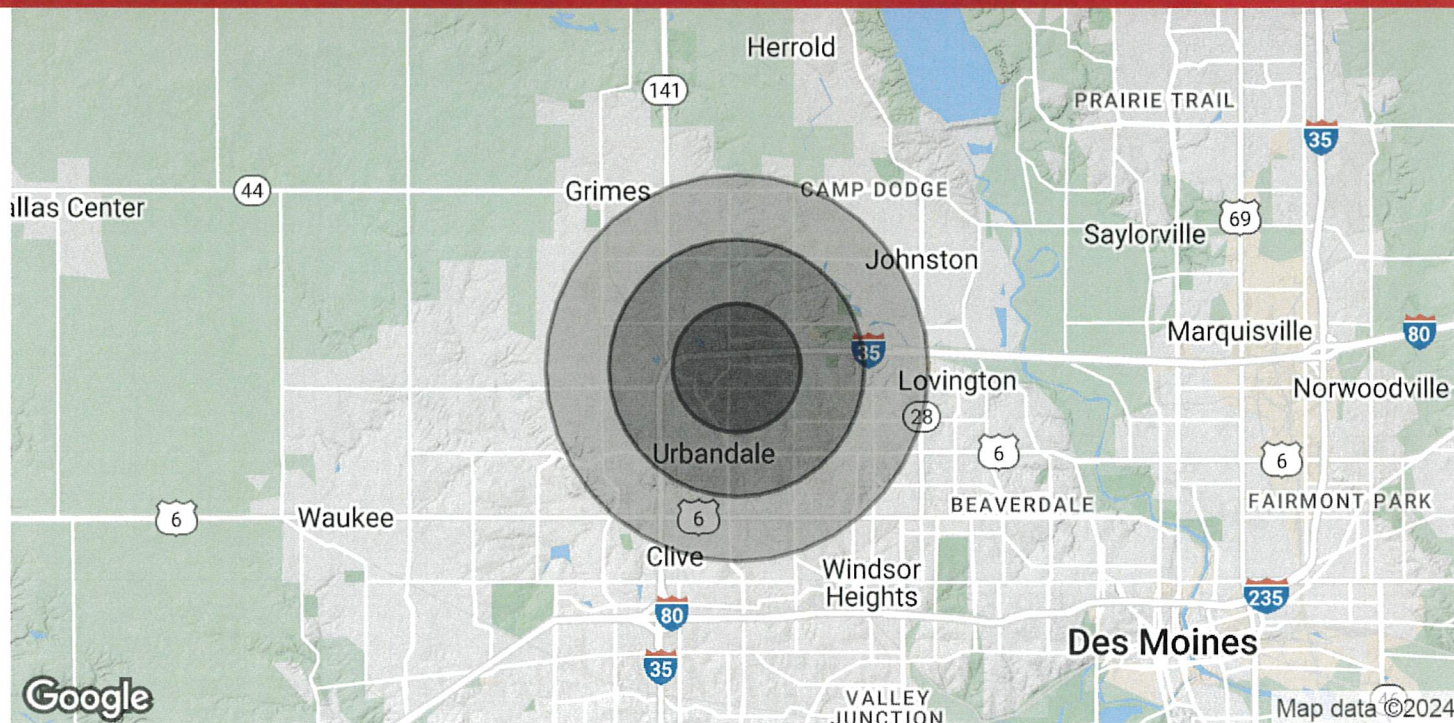 Herrold
141
PRAIRIE TRAIL
35
44
Grimes
CAMP DODGE
allas Center
69
Saylorville
Johnston
Marquisville
80
35
Lovington
Norwoodville
28
Urbandale
6
6
BEAVERDALE
FAIRMONT PARK
6
Waukee
6
Clive
Windsor
Heights
80
235
Des Moines
35
Google
VALLEY
JUNCTION
Map data ©2024